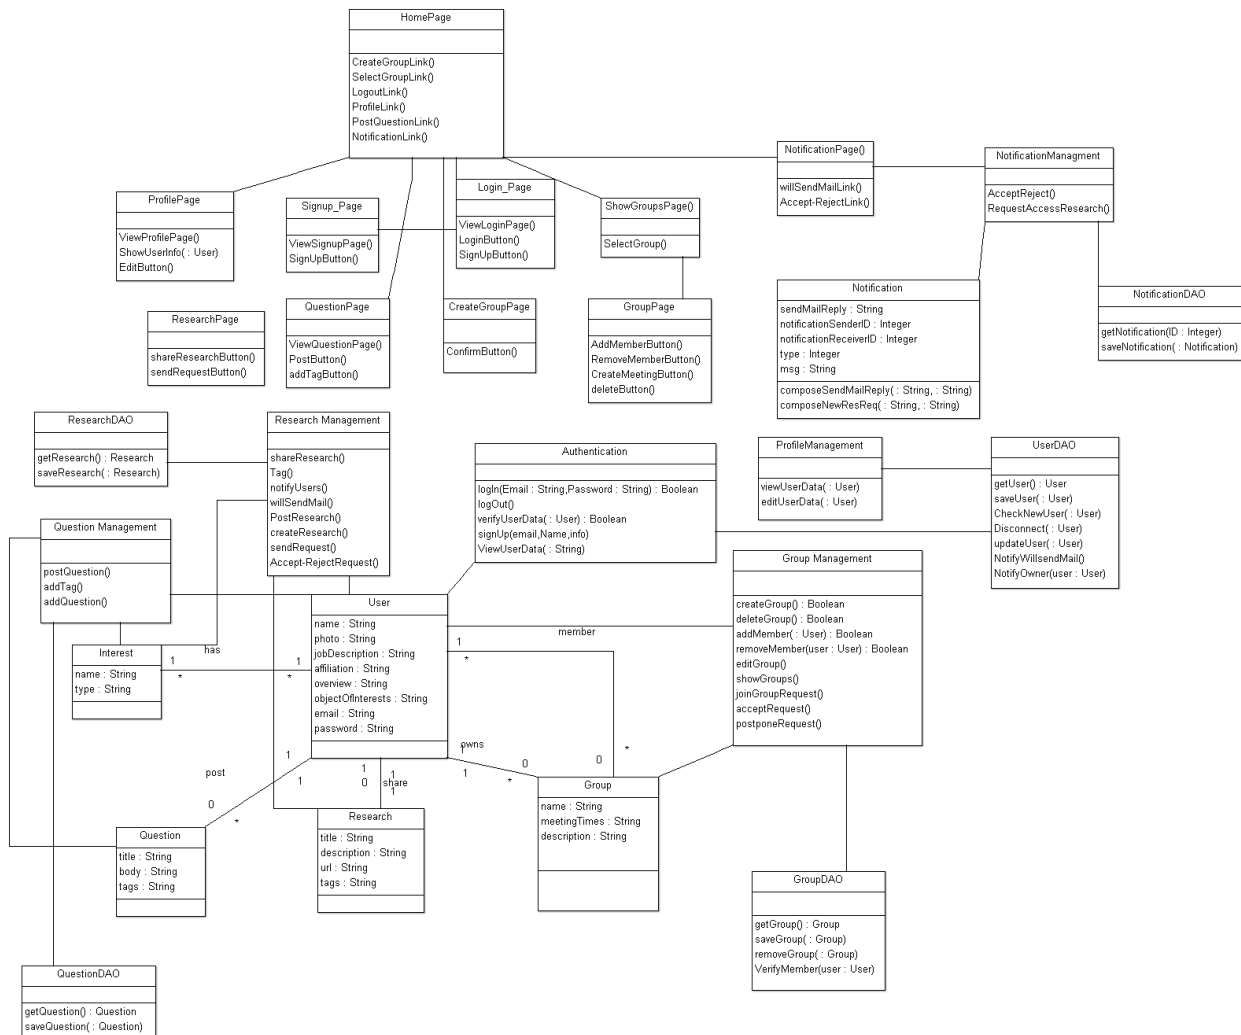 HomePage
CreateGroupLink()
SelectGroupLink()
LogoutLink()
ProfileLink()
PostQuestionLink()
NotificationLink()
NotificationPage()
willSendMailLink()
Accept-RejectLink()
NotificationManagment
AcceptReject()
RequestAccessResearch()
ProfilePage
ViewProfilePage()
ShowUserInfo( : User)
EditButton()
Signup_Page
ViewSignupPage()
SignUpButton()
Login_Page
ViewLoginPage()
LoginButton()
SignUpButton()
ShowGroupsPage()
SelectGroup()
ResearchPage
shareResearchButton()
sendRequestButton()
QuestionPage
ViewQuestionPage()
PostButton()
addTagButton()
CreateGroupPage
ConfirmButton()
GroupPage
AddMemberButton()
RemoveMemberButton()
CreateMeetingButton()
deleteButton()
Notification
sendMailReply : String
notificationSenderID : Integer
notificationReceiverID : Integer
type : Integer
msg : String
composeSendMailReply( : String, : String)
composeNewResReq( : String, : String)
NotificationDAO
getNotification(ID : Integer)
saveNotification( : Notification)
ResearchDAO
getResearch() : Research
saveResearch( : Research)
Research Management
shareResearch()
Tag()
notifyUsers()
willSendMail()
PostResearch()
createResearch()
sendRequest()
Accept-RejectRequest()
Authentication
logIn(Email : String,Password : String) : Boolean
logOut()
verifyUserData( : User) : Boolean
signUp(email,Name,info)
ViewUserData( : String)
ProfileManagement
viewUserData( : User)
editUserData( : User)
UserDAO
getUser() : User
saveUser( : User)
CheckNewUser( : User)
Disconnect( : User)
updateUser( : User)
NotifyWillsendMail()
NotifyOwner(user : User)
Question Management
postQuestion()
addTag()
addQuestion()
Group Management
createGroup() : Boolean
deleteGroup() : Boolean
addMember( : User) : Boolean
removeMember(user : User) : Boolean
editGroup()
showGroups()
joinGroupRequest()
acceptRequest()
postponeRequest()
User
name : String
photo : String
jobDescription : String
affiliation : String
overview : String
objectOfInterests : String
email : String
password : String
Interest
name : String
type : String
has
1
*
1
*
member
1
*
0
*
owns
1
1
0
*
post
1
1
0
*
share
1
0
1
1
Question
title : String
body : String
tags : String
Research
title : String
description : String
url : String
tags : String
Group
name : String
meetingTimes : String
description : String
GroupDAO
getGroup() : Group
saveGroup( : Group)
removeGroup( : Group)
VerifyMember(user : User)
QuestionDAO
getQuestion() : Question
saveQuestion( : Question)